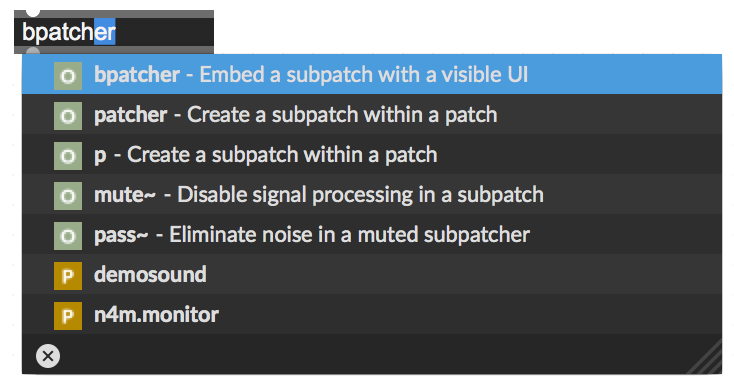 bpatcher
O bpatcher - Embed a subpatch with a visible UI
O patcher - Create a subpatch within a patch
O p - Create a subpatch within a patch
O mute~ - Disable signal processing in a subpatch
O pass~ - Eliminate noise in a muted subpatcher
P demosound
P n4m.monitor